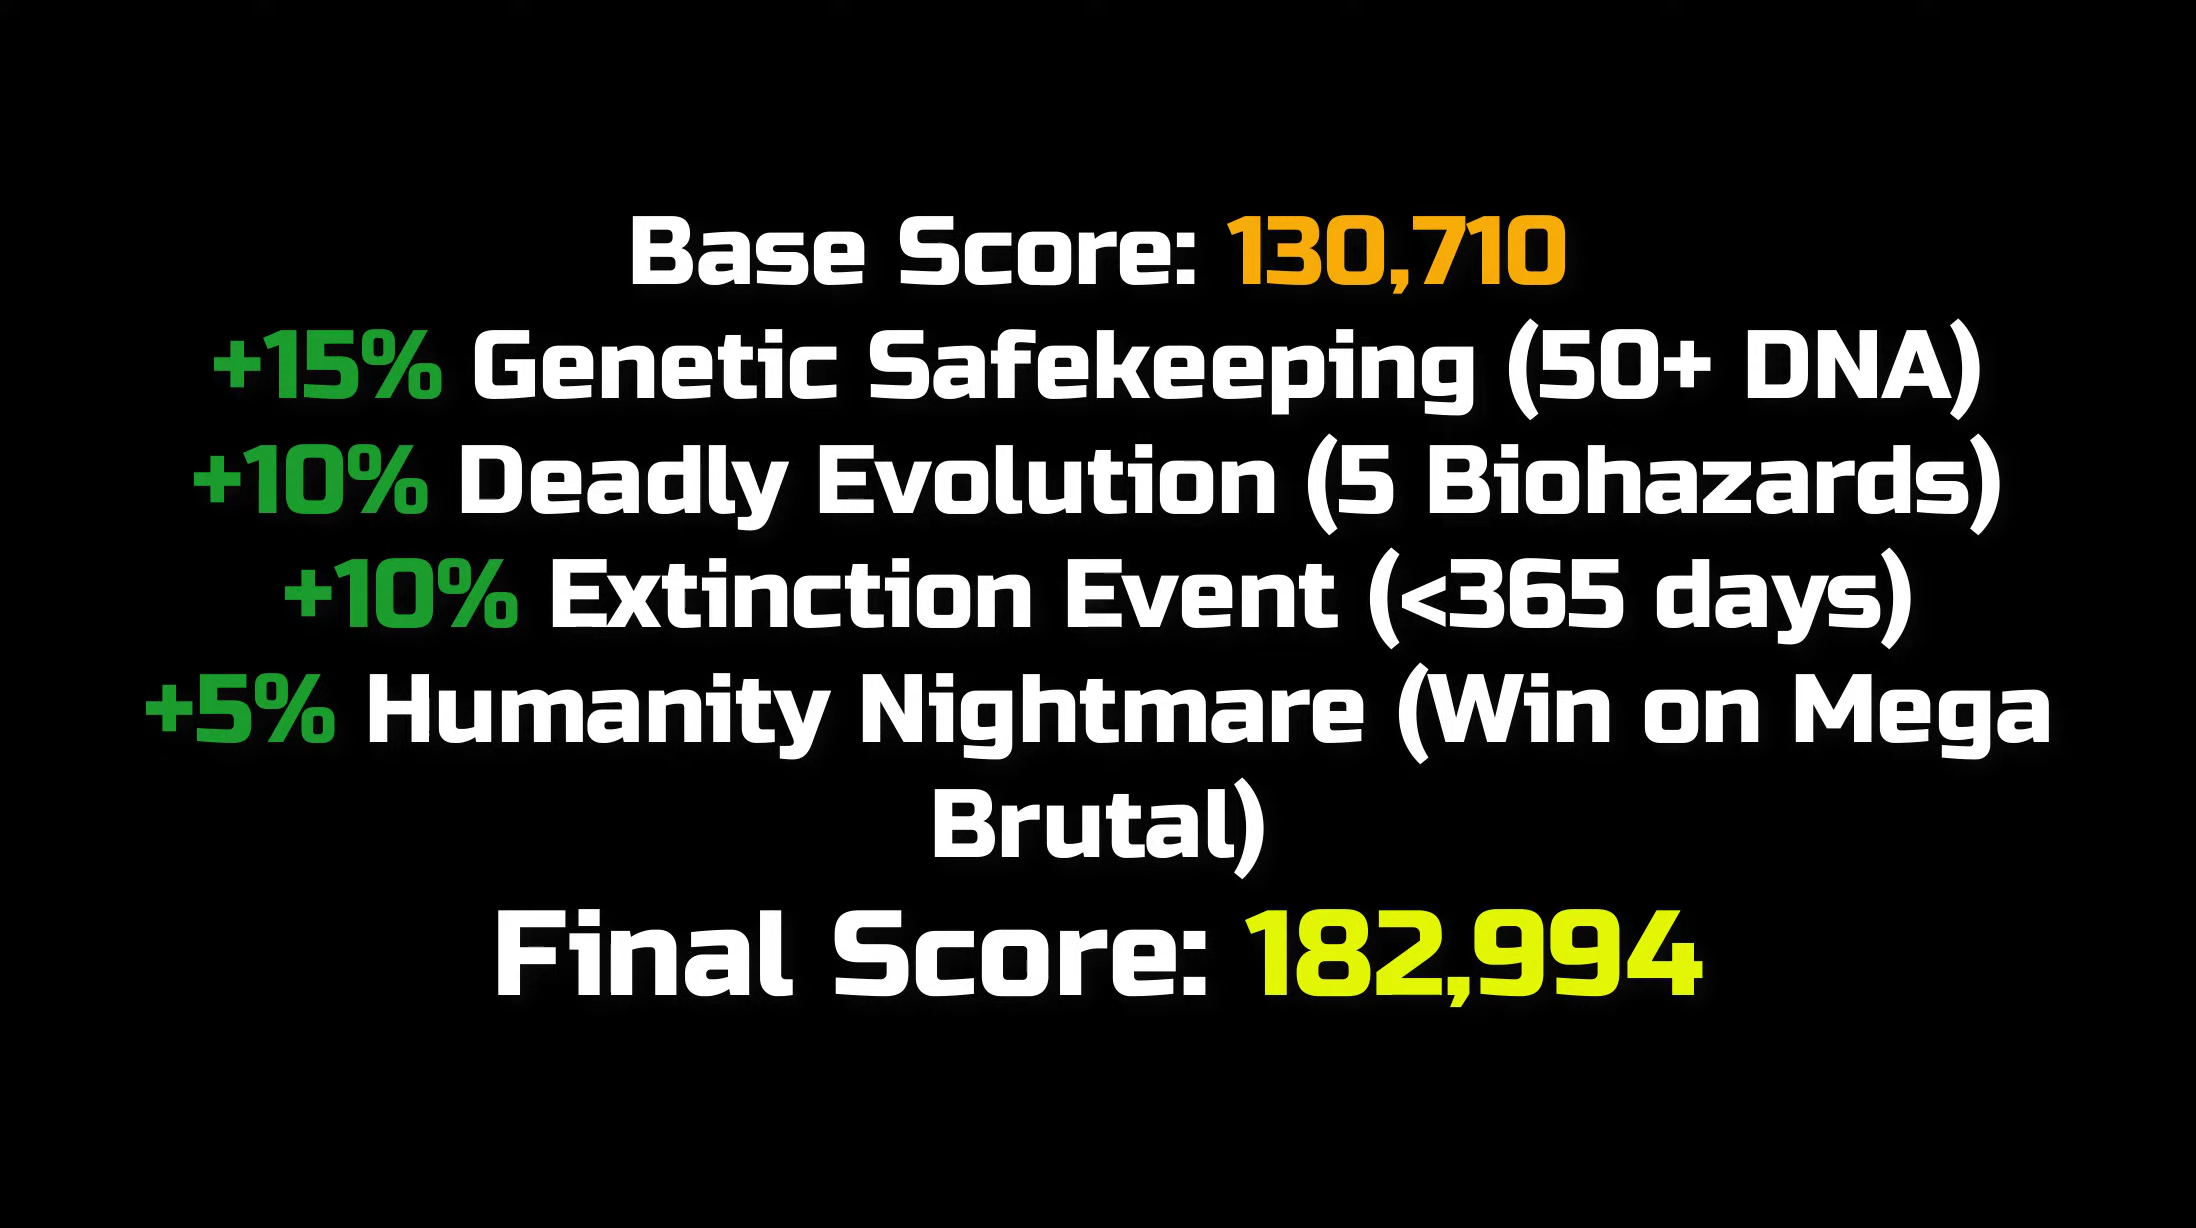 Base Score: 130,710
+15% Genetic Safekeeping (50+ DNA)
+10% Deadly Evolution (5 Biohazards)
+10% Extinction Event (<365 days)
+5% Humanity Nightmare (Win on Mega
Brutal)
Final Score: 182,994